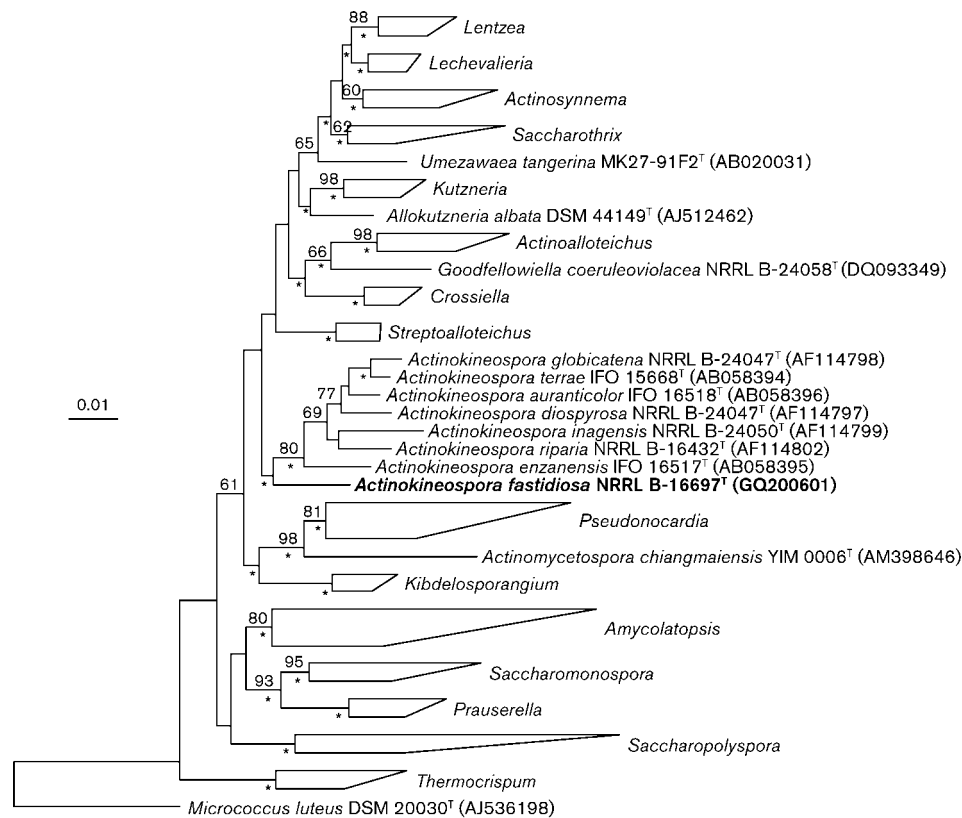 88
Lentzea
*
*
Lechevalieria
*
60
Actinosynnema
*
62
Saccharothrix
*
*
65
Umezawaea tangerina MK27-91F2ᵀ (AB020031)
98
Kutzneria
*
*
Allokutzneria albata DSM 44149ᵀ (AJ512462)
98
Actinoalloteichus
*
66
Goodfellowiella coeruleoviolacea NRRL B-24058ᵀ (DQ093349)
*
*
Crossiella
*
Streptoalloteichus
*
Actinokineospora globicatena NRRL B-24047ᵀ (AF114798)
*
Actinokineospora terrae IFO 15668ᵀ (AB058394)
77
Actinokineospora auranticolor IFO 16518ᵀ (AB058396)
0.01
69
Actinokineospora diospyrosa NRRL B-24047ᵀ (AF114797)
Actinokineospora inagensis NRRL B-24050ᵀ (AF114799)
80
Actinokineospora riparia NRRL B-16432ᵀ (AF114802)
*
Actinokineospora enzanensis IFO 16517ᵀ (AB058395)
*
Actinokineospora fastidiosa NRRL B-16697ᵀ (GQ200601)
61
81
Pseudonocardia
*
98
*
Actinomycetospora chiangmaiensis YIM 0006ᵀ (AM398646)
*
Kibdelosporangium
*
80
Amycolatopsis
*
95
Saccharomonospora
*
93
*
Prauserella
*
Saccharopolyspora
*
Thermocrispum
*
Micrococcus luteus DSM 20030ᵀ (AJ536198)